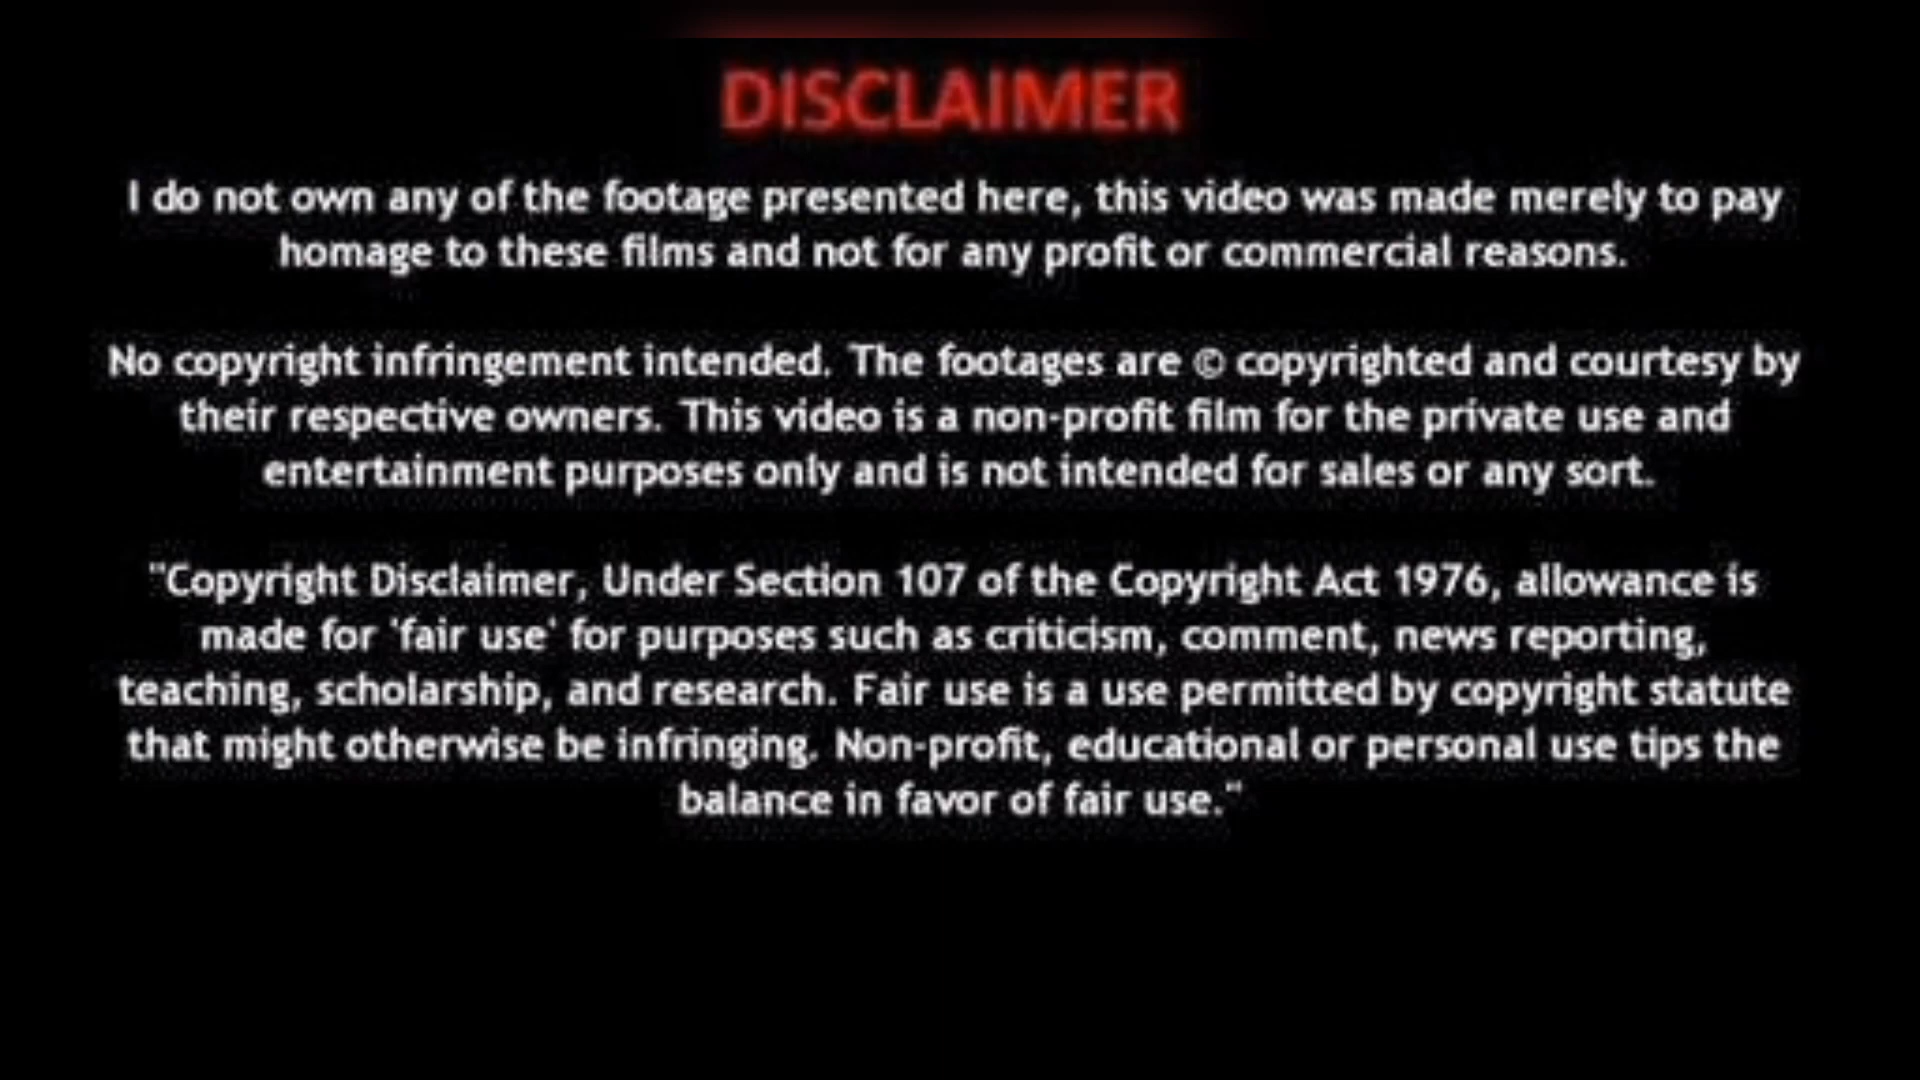 DISCLAIMER
I do not own any of the footage presented here, this video was made merely to pay
homage to these films and not for any profit or commercial reasons.
No copyright infringement intended. The footages are © copyrighted and courtesy by
their respective owners. This video is a non-profit film for the private use and
entertainment purposes only and is not intended for sales or any sort.
"Copyright Disclaimer, Under Section 107 of the Copyright Act 1976, allowance is
made for 'fair use' for purposes such as criticism, comment, news reporting,
teaching, scholarship, and research. Fair use is a use permitted by copyright statute
that might otherwise be infringing. Non-profit, educational or personal use tips the
balance in favor of fair use."